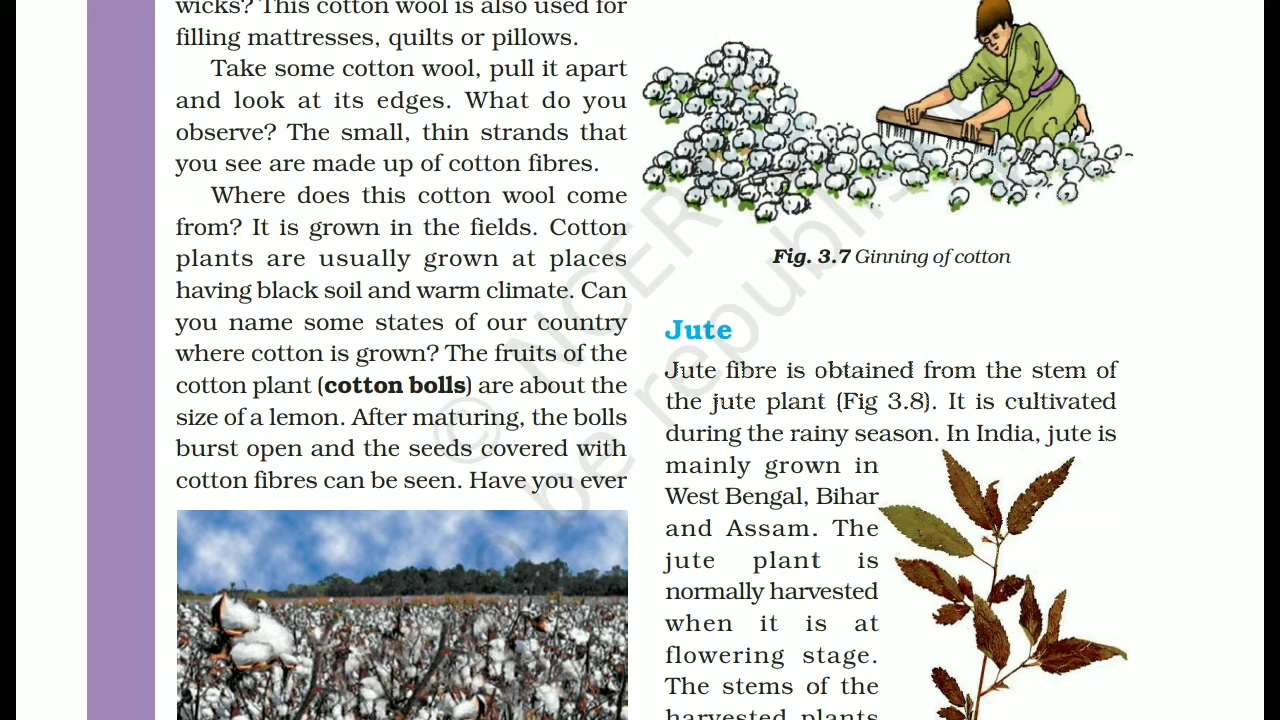 wicks? This cotton wool is also used for
filling mattresses, quilts or pillows.
Take some cotton wool, pull it apart
and look at its edges. What do you
observe? The small, thin strands that
you see are made up of cotton fibres.
Where does this cotton wool come
from? It is grown in the fields. Cotton
plants are usually grown at places
having black soil and warm climate. Can
you name some states of our country
where cotton is grown? The fruits of the
cotton plant (cotton bolls) are about the
size of a lemon. After maturing, the bolls
burst open and the seeds covered with
cotton fibres can be seen. Have you ever
Fig. 3.7 Ginning of cotton
Jute
Jute fibre is obtained from the stem of
the jute plant (Fig 3.8). It is cultivated
during the rainy season. In India, jute is
mainly grown in
West Bengal, Bihar
and Assam. The
jute plant is
normally harvested
when it is at
flowering stage.
The stems of the
harvested plants
© NCER
be republis